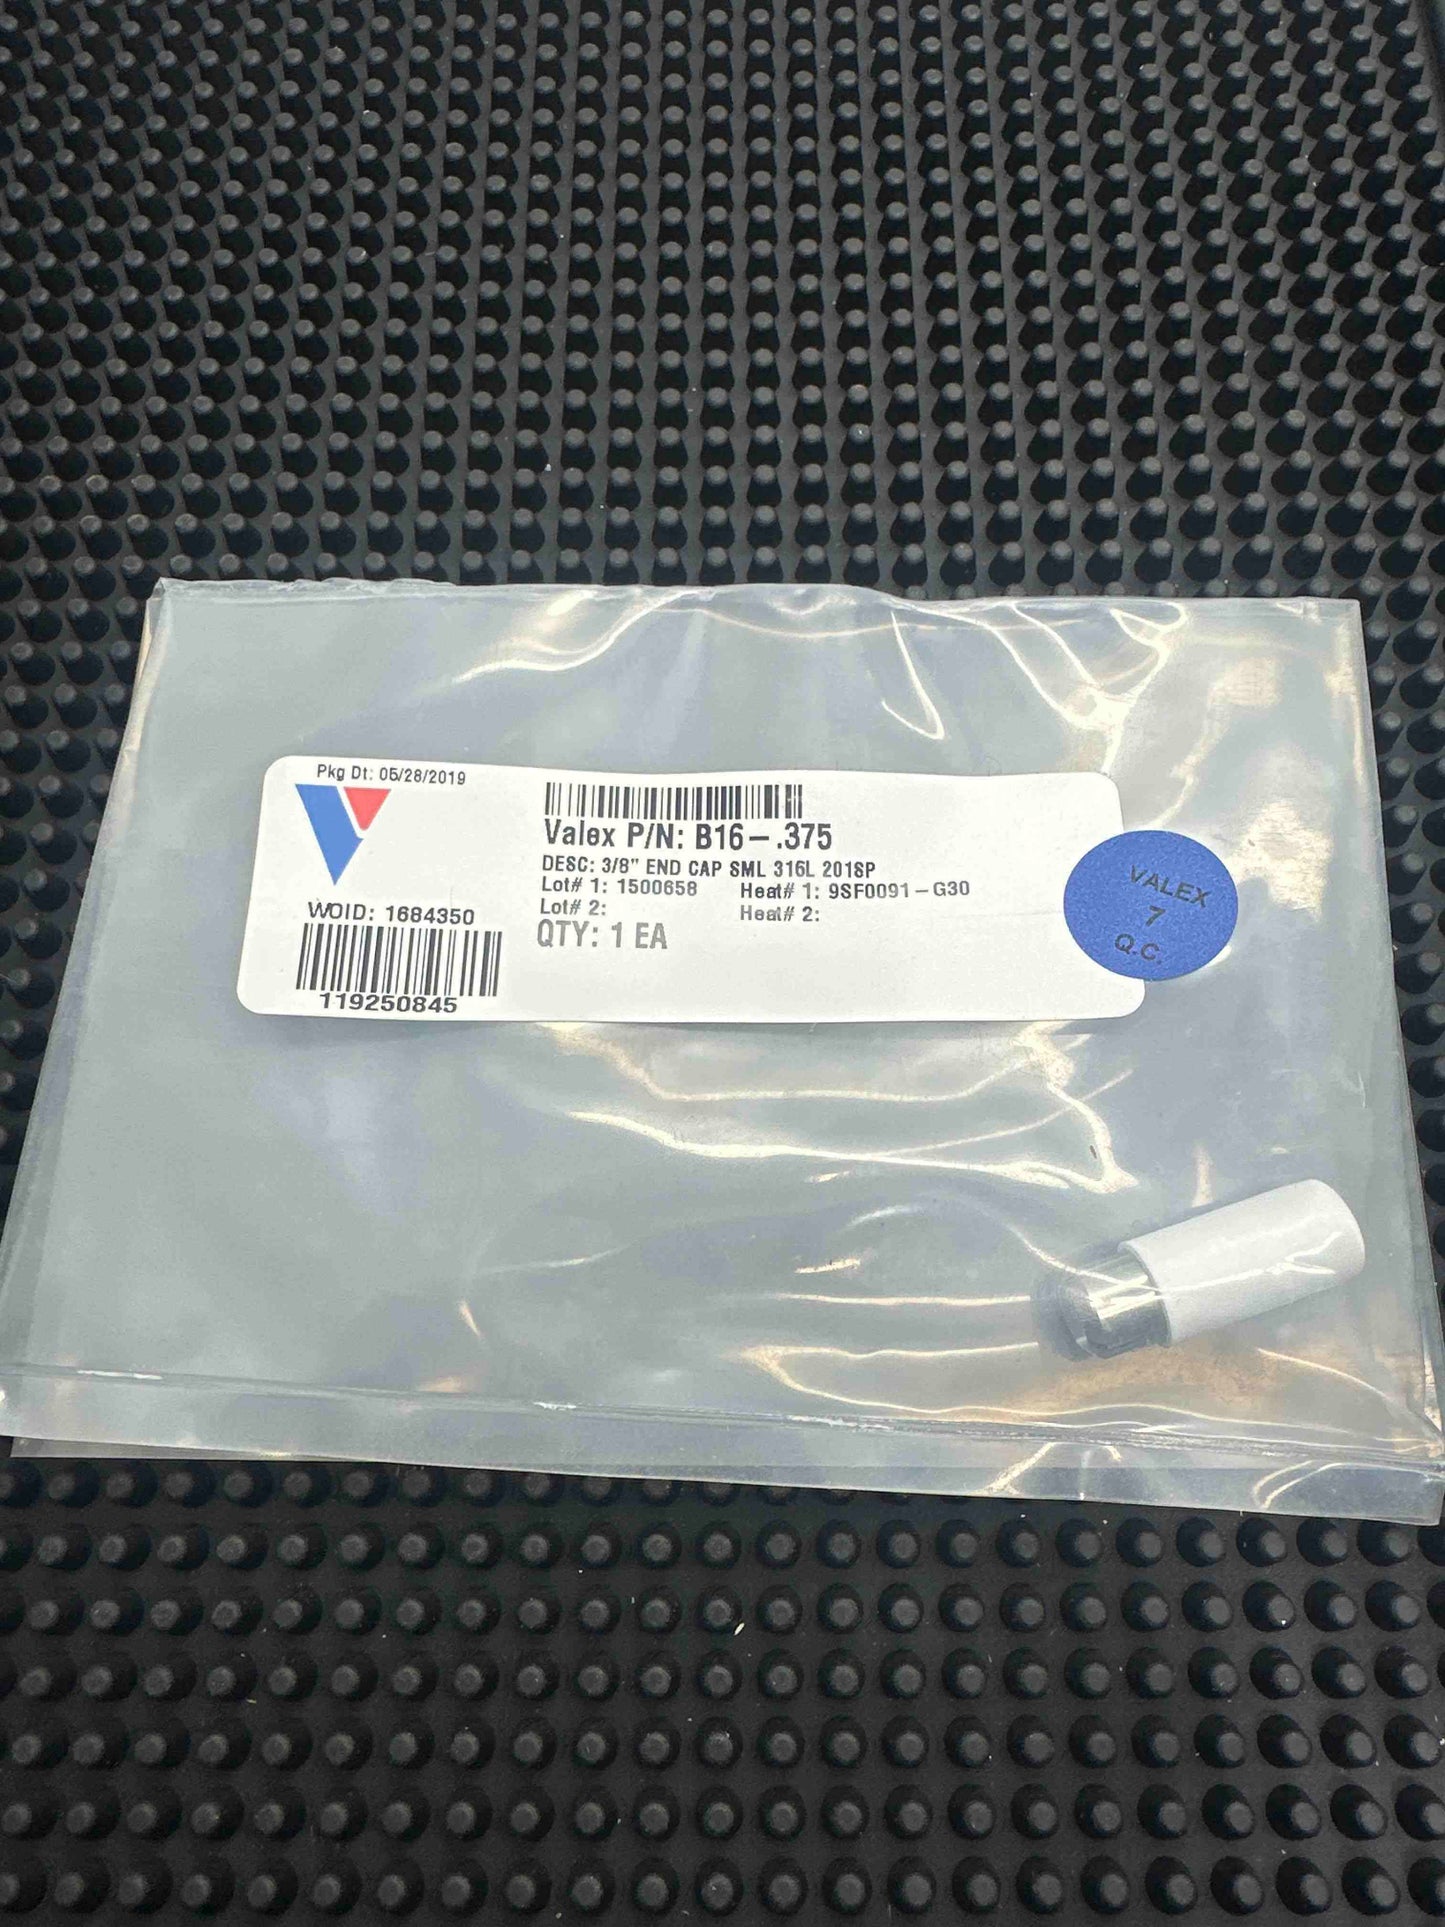 Pkg Dt: 05/28/2019
Valex P/N: B16-.375
DESC: 3/8" END CAP SML 316L 201SP
Lot# 1: 1500658 Heat# 1: 9SF0091-G30
Lot# 2: Heat# 2:
QTY: 1 EA
WOID: 1684350
119250845
VALEX
7
Q.C.